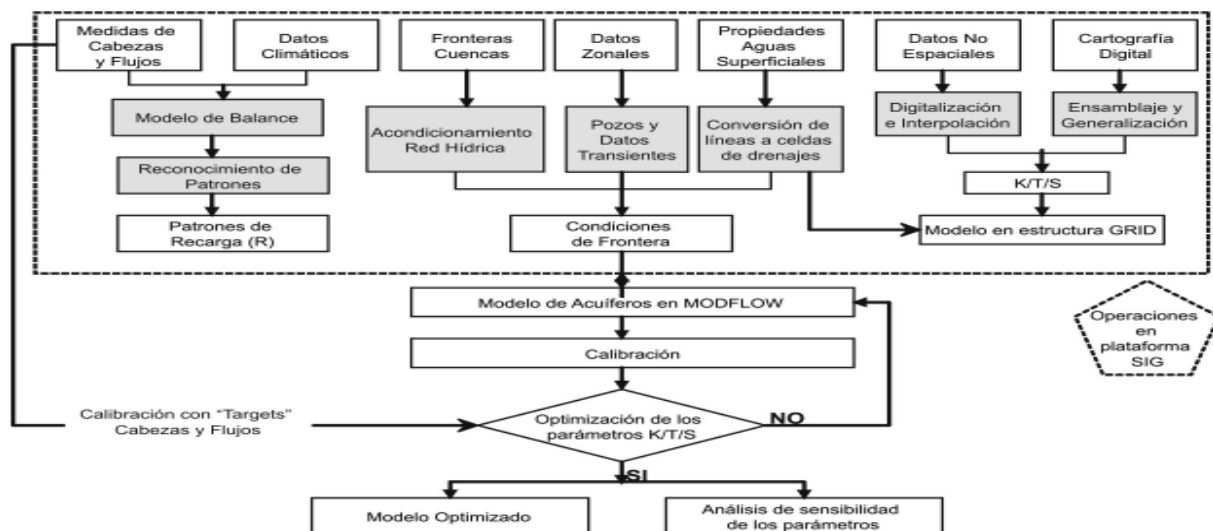 Medidas de
Cabezas
y Flujos
Datos
Climáticos
Fronteras
Cuencas
Datos
Zonales
Propiedades
Aguas
Superficiales
Datos No
Espaciales
Cartografía
Digital
Modelo de Balance
Acondicionamiento
Red Hídrica
Pozos y
Datos
Transientes
Conversión de
líneas a celdas
de drenajes
Digitalización
e Interpolación
Ensamblaje y
Generalización
Reconocimiento de
Patrones
K/T/S
Patrones de
Recarga (R)
Condiciones
de Frontera
Modelo en estructura GRID
Modelo de Acuíferos en MODFLOW
Operaciones
en
plataforma
SIG
Calibración
Calibración con "Targets"
Cabezas y Flujos
Optimización de los
parámetros K/T/S
NO
SI
Modelo Optimizado
Análisis de sensibilidad
de los parámetros